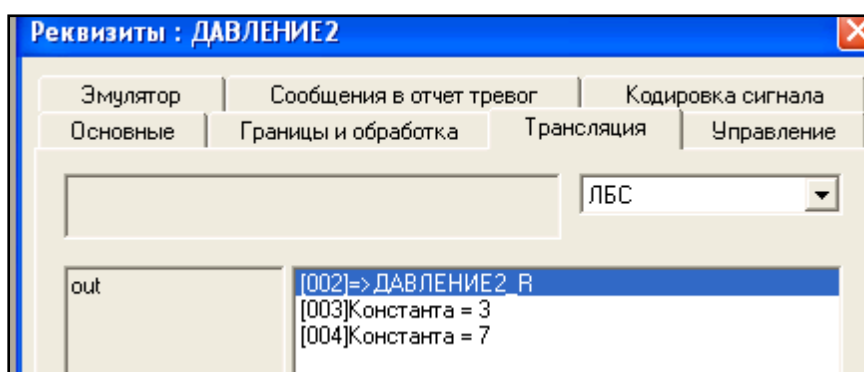 Реквизиты : ДАВЛЕНИЕ2
Эмулятор Сообщения в отчет тревог Кодировка сигнала
Основные Границы и обработка Трансляция Управление
ЛБС
out [002]=>ДАВЛЕНИЕ2_R
[003]Константа = 3
[004]Константа = 7